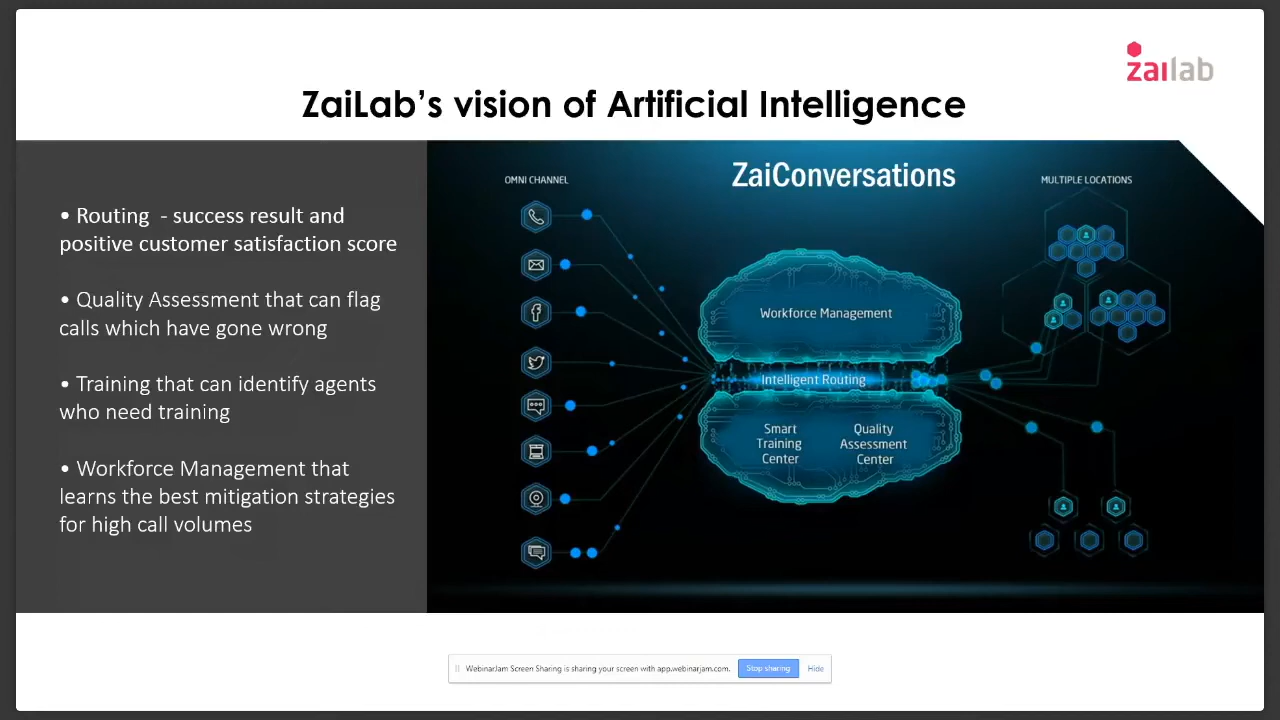 zailab
ZaiLab's vision of Artificial Intelligence
• Routing - success result and
positive customer satisfaction score
• Quality Assessment that can flag
calls which have gone wrong
• Training that can identify agents
who need training
• Workforce Management that
learns the best mitigation strategies
for high call volumes
ZaiConversations
OMNI CHANNEL
MULTIPLE LOCATIONS
Workforce Management
Intelligent Routing
Smart
Training
Center
Quality
Assessment
Center
WebinarJam Screen Sharing is sharing your screen with app.webinarjam.com.
Stop sharing
Hide